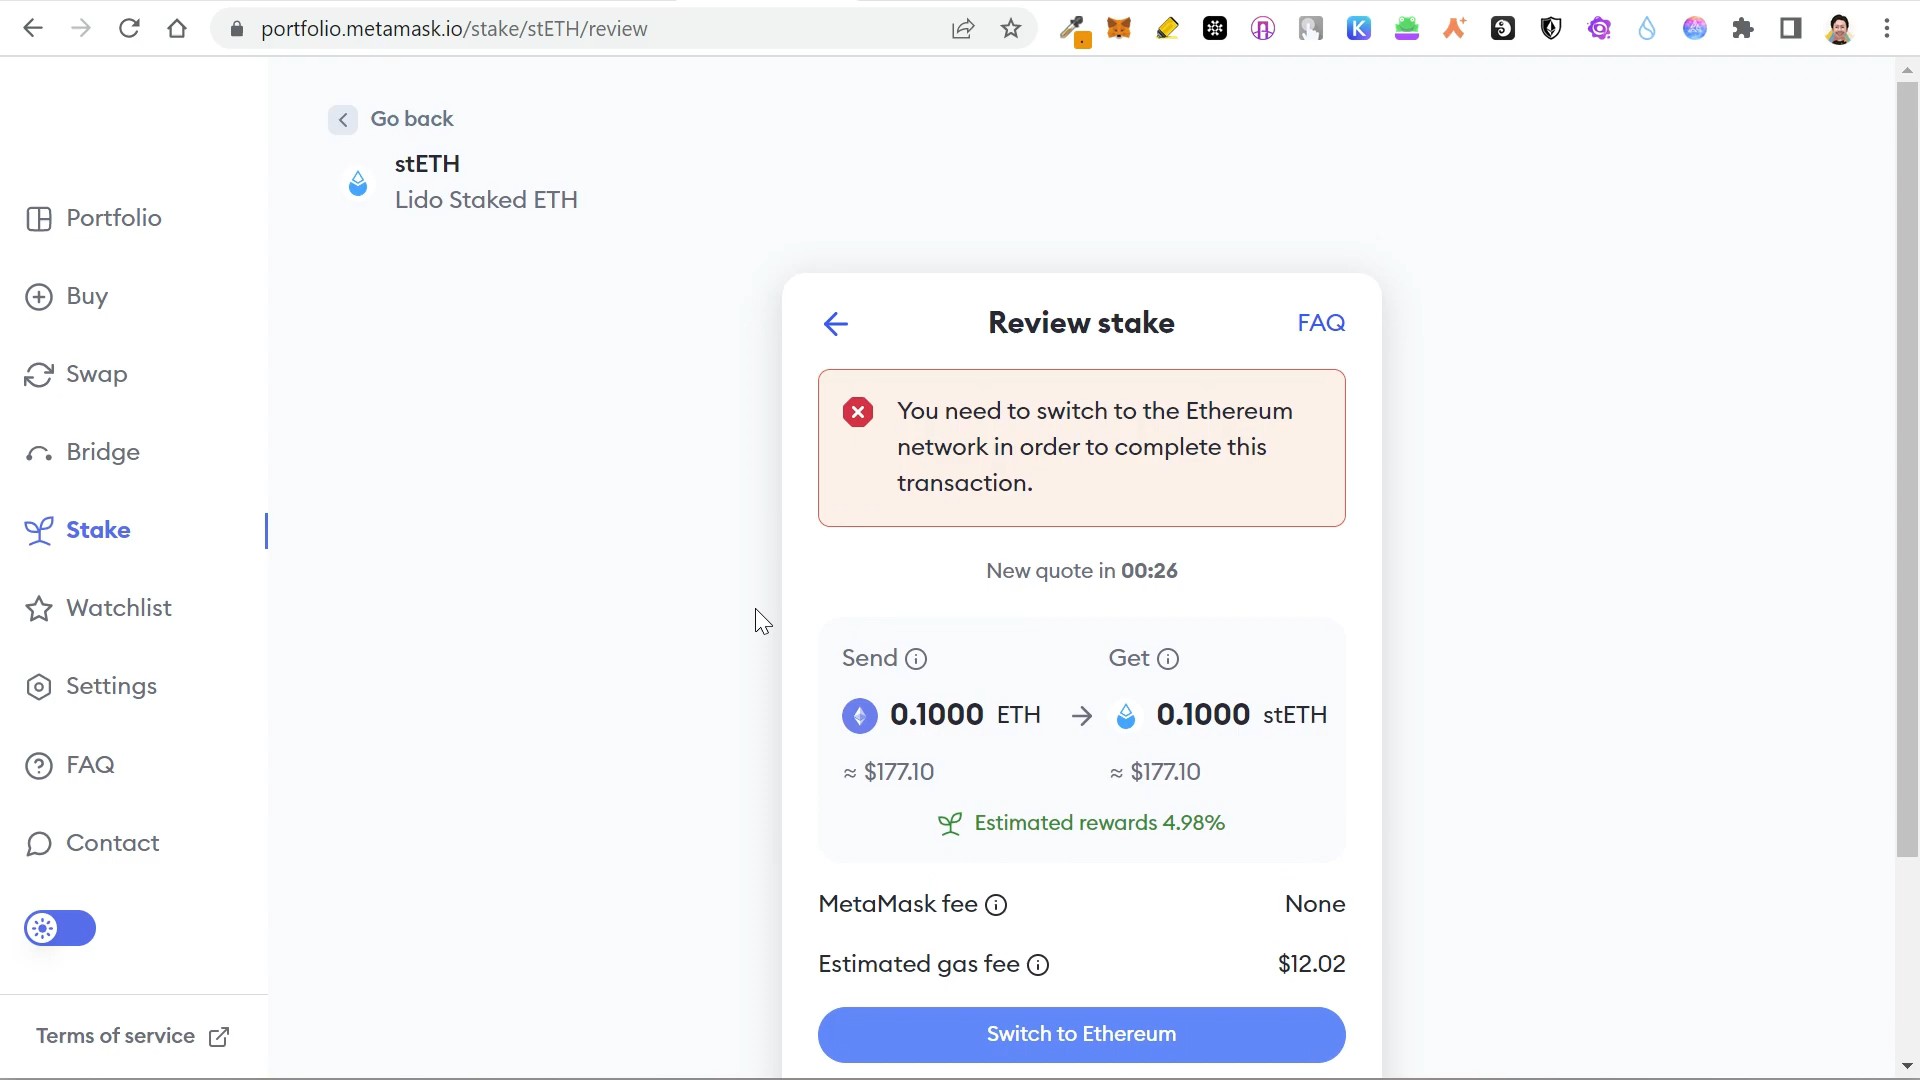 portfolio.metamask.io/stake/stETH/review
Go back
stETH
Lido Staked ETH
Portfolio
Buy
Swap
Bridge
Stake
Watchlist
Settings
FAQ
Contact
Terms of service
Review stake
FAQ
You need to switch to the Ethereum
network in order to complete this
transaction.
New quote in 00:26
Send
Get
0.1000 ETH
0.1000 stETH
≈ $177.10
≈ $177.10
Estimated rewards 4.98%
MetaMask fee
None
Estimated gas fee
$12.02
Switch to Ethereum